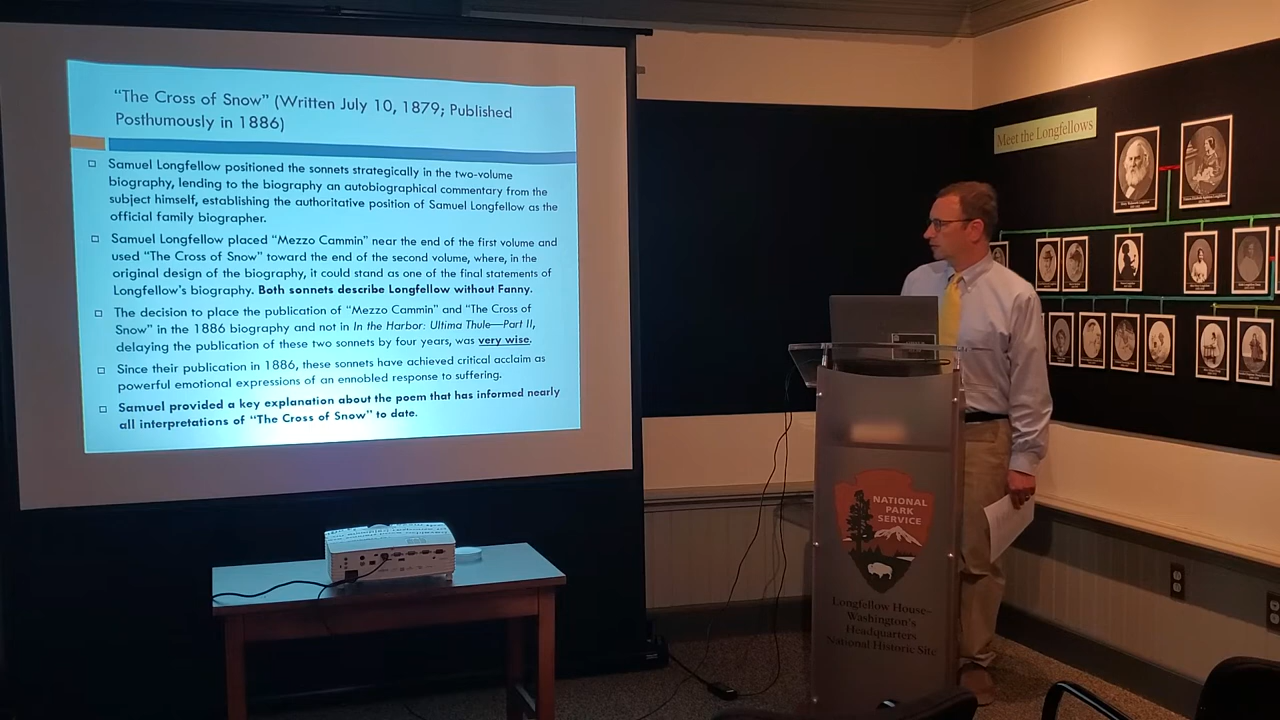 “The Cross of Snow” (Written July 10, 1879; Published
Posthumously in 1886)
Samuel Longfellow positioned the sonnets strategically in the two-volume
biography, lending to the biography an autobiographical commentary from the
subject himself, establishing the authoritative position of Samuel Longfellow as the
official family biographer.
Samuel Longfellow placed “Mezzo Cammin” near the end of the first volume and
used “The Cross of Snow” toward the end of the second volume, where, in the
original design of the biography, it could stand as one of the final statements of
Longfellow’s biography. Both sonnets describe Longfellow without Fanny.
The decision to place the publication of “Mezzo Cammin” and “The Cross of
Snow” in the 1886 biography and not in In the Harbor: Ultima Thule—Part II,
delaying the publication of these two sonnets by four years, was very wise.
Since their publication in 1886, these sonnets have achieved critical acclaim as
powerful emotional expressions of an ennobled response to suffering.
Samuel provided a key explanation about the poem that has informed nearly
all interpretations of “The Cross of Snow” to date.
Meet the Longfellows
NATIONAL
PARK
SERVICE
Longfellow House-
Washington's
Headquarters
National Historic Site